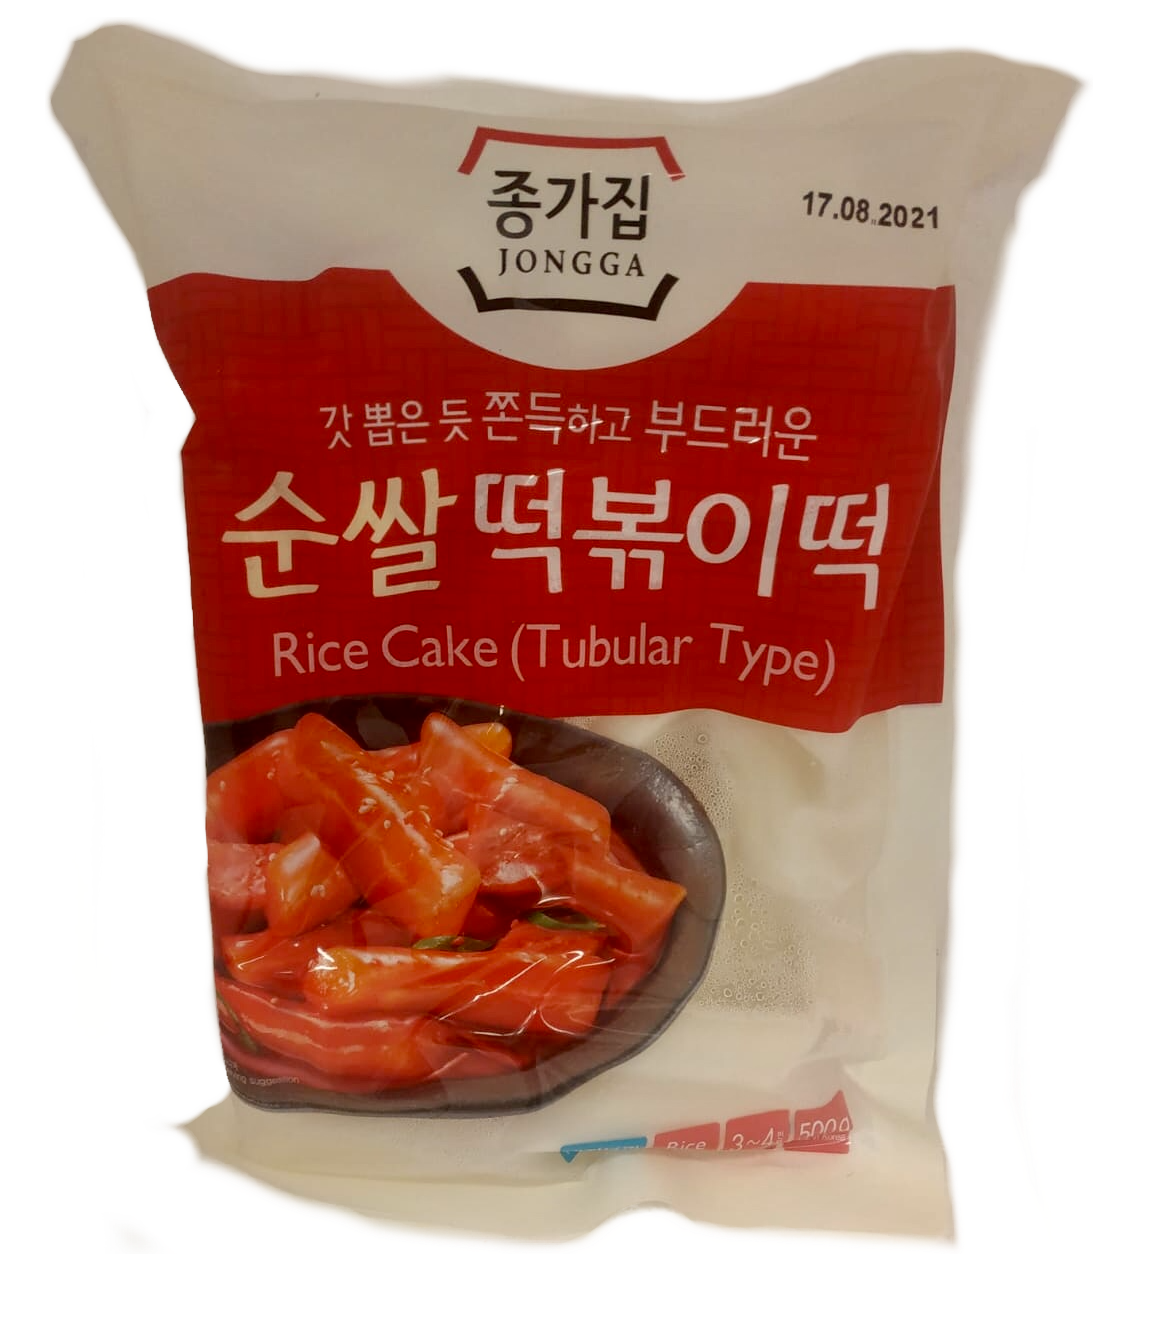 종가집
JONGGA
17.08.2021
갓 뽑은 듯 쫀득하고 부드러운
순쌀 떡볶이떡
Rice Cake (Tubular Type)
suggestion
Rice 3~4 500g